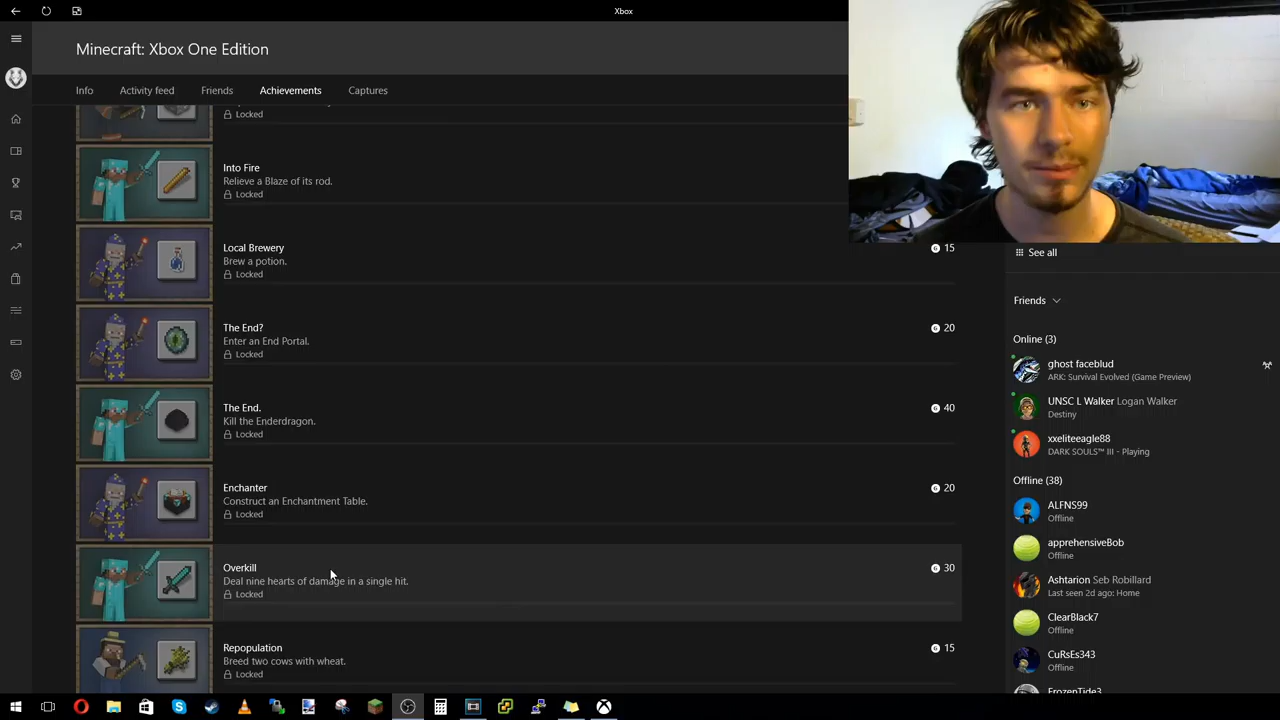 Xbox
Minecraft: Xbox One Edition
Info Activity feed Friends Achievements Captures
Locked
Into Fire
Relieve a Blaze of its rod.
Locked
Local Brewery
Brew a potion.
Locked
G 15
The End?
Enter an End Portal.
Locked
G 20
The End.
Kill the Enderdragon.
Locked
G 40
Enchanter
Construct an Enchantment Table.
Locked
G 20
Overkill
Deal nine hearts of damage in a single hit.
Locked
G 30
Repopulation
Breed two cows with wheat.
Locked
G 15
See all
Friends
Online (3)
ghost faceblud
ARK: Survival Evolved (Game Preview)
UNSC L Walker Logan Walker
Destiny
xxeliteeagle88
DARK SOULS™ III - Playing
Offline (38)
ALFNS99
Offline
apprehensiveBob
Offline
Ashtarion Seb Robillard
Last seen 2d ago: Home
ClearBlack7
Offline
CuRsEs343
Offline
FrozenTide3